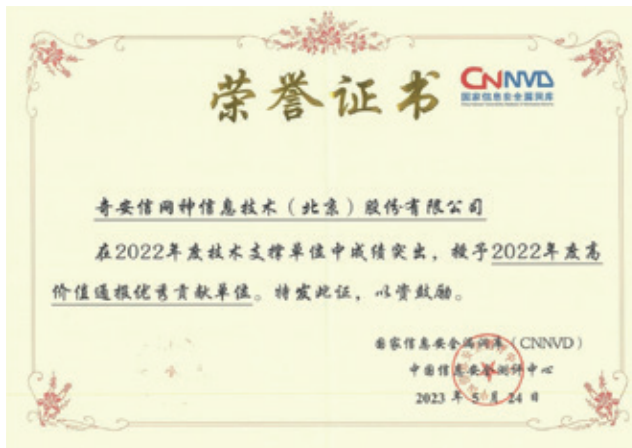 荣誉证书
CNNVD
国家信息安全漏洞库
奇安信网神信息技术（北京）股份有限公司
在2022年度技术支撑单位中成绩突出，授予2022年度高
价值通报优秀贡献单位。特发此证，以资鼓励。
国家信息安全漏洞库（CNNVD）
中国信息安全测评中心
2023 年 5 月 24 日